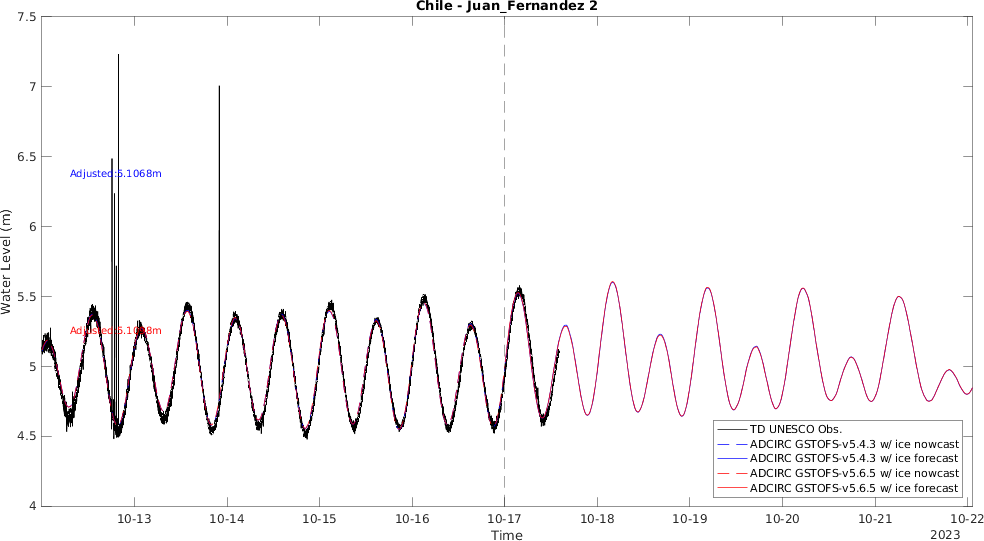 Chile - Juan_Fernandez 2
7.5
7
6.5
6
5.5
5
4.5
4
Water Level (m)
Adjusted:5.1068m
10-13
10-14
10-15
10-16
10-17
10-18
10-19
10-20
10-21
10-22
Time
2023
TD UNESCO Obs.
ADCIRC GSTOFS-v5.4.3 w/ ice nowcast
ADCIRC GSTOFS-v5.4.3 w/ ice forecast
ADCIRC GSTOFS-v5.6.5 w/ ice nowcast
ADCIRC GSTOFS-v5.6.5 w/ ice forecast